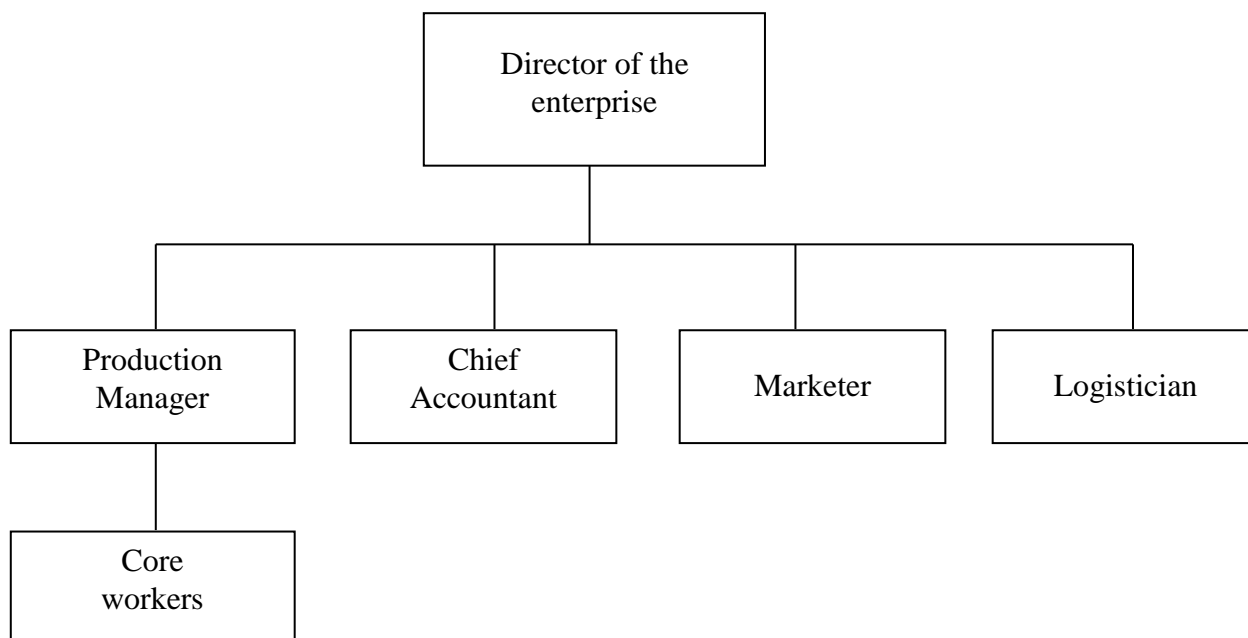 Director of the
enterprise
Production
Manager
Chief
Accountant
Marketer
Logistician
Core
workers